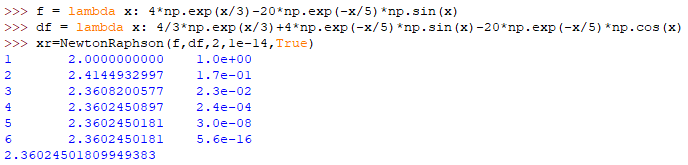 >>> f = lambda x: 4*np.exp(x/3)-20*np.exp(-x/5)*np.sin(x)
>>> df = lambda x: 4/3*np.exp(x/3)+4*np.exp(-x/5)*np.sin(x)-20*np.exp(-x/5)*np.cos(x)
>>> xr=NewtonRaphson(f,df,2,1e-14,True)
1 2.0000000000 1.0e+00
2 2.4144932997 1.7e-01
3 2.3608200577 2.3e-02
4 2.3602450897 2.4e-04
5 2.3602450181 3.0e-08
6 2.3602450181 5.6e-16
2.36024501809949383